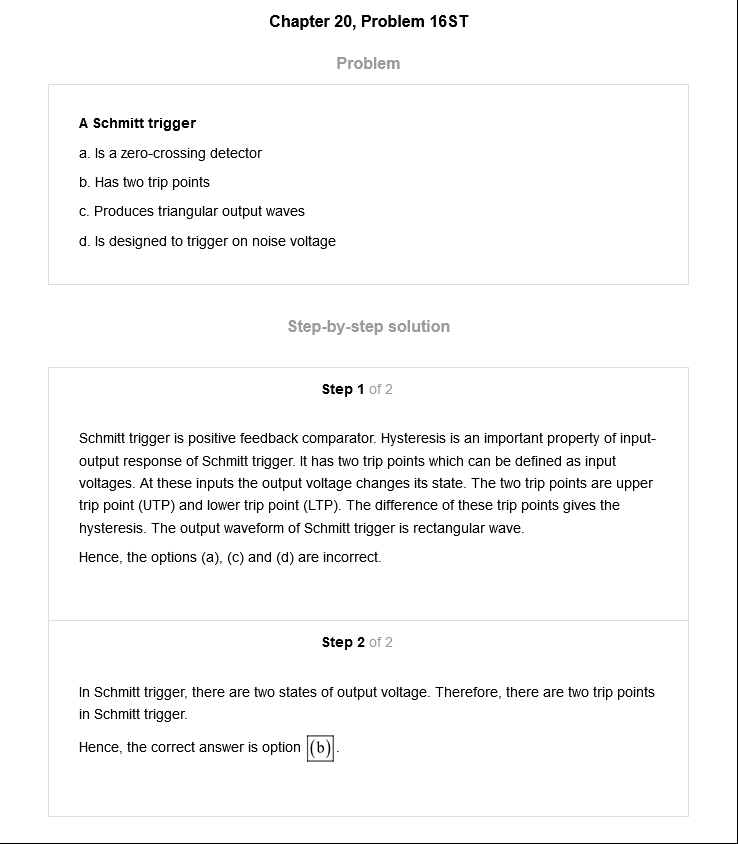 Chapter 20, Problem 16ST
Problem
A Schmitt trigger
a. Is a zero-crossing detector
b. Has two trip points
c. Produces triangular output waves
d. Is designed to trigger on noise voltage
Step-by-step solution
Step 1 of 2
Schmitt trigger is positive feedback comparator. Hysteresis is an important property of input-
output response of Schmitt trigger. It has two trip points which can be defined as input
voltages. At these inputs the output voltage changes its state. The two trip points are upper
trip point (UTP) and lower trip point (LTP). The difference of these trip points gives the
hysteresis. The output waveform of Schmitt trigger is rectangular wave.
Hence, the options (a), (c) and (d) are incorrect.
Step 2 of 2
In Schmitt trigger, there are two states of output voltage. Therefore, there are two trip points
in Schmitt trigger.
Hence, the correct answer is option (b).